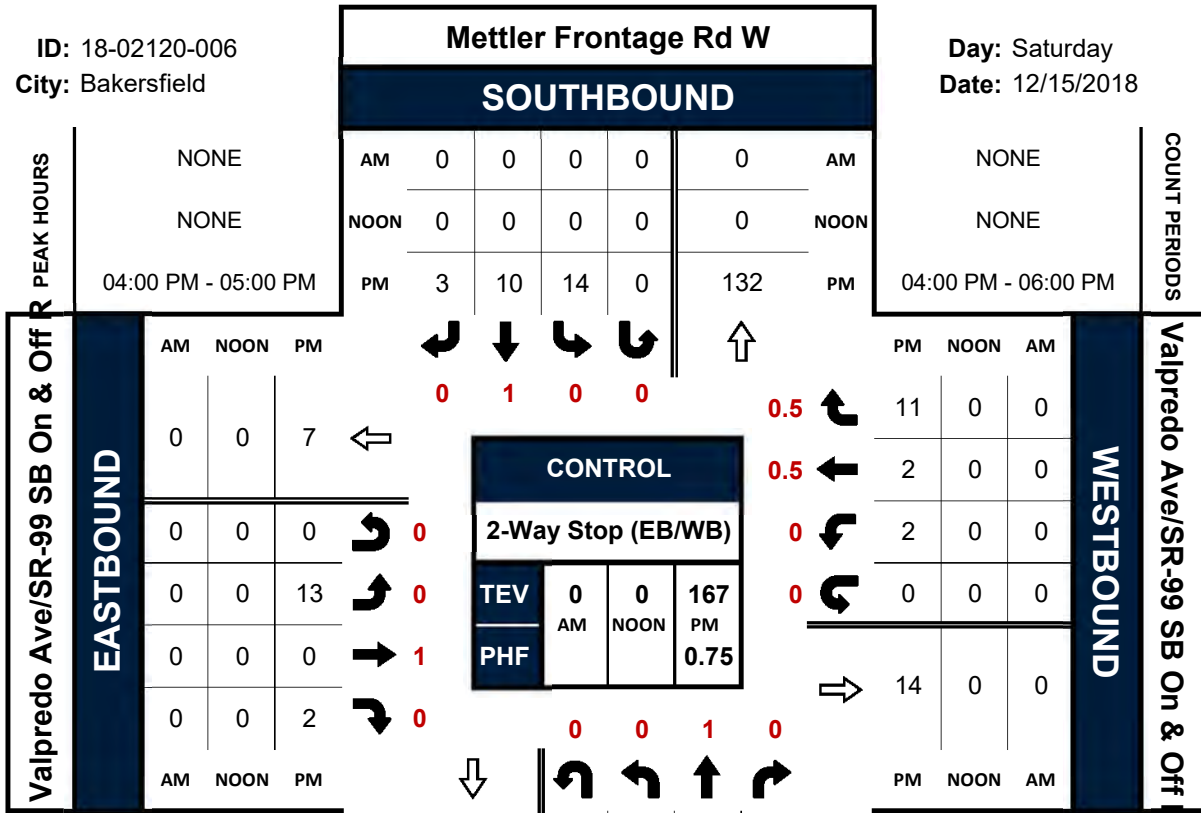 Mettler Frontage Rd W
ID: 18-02120-006
City: Bakersfield
Day: Saturday
Date: 12/15/2018
SOUTHBOUND
PEAK HOURS
NONE
NONE
04:00 PM - 05:00 PM
AM 0 0 0 0 0 AM
NOON 0 0 0 0 0 NOON
PM 3 10 14 0 132 PM
NONE
NONE
04:00 PM - 06:00 PM
COUNT PERIODS
0 1 0 0
Valpredo Ave/SR-99 SB On & Off R
EASTBOUND
AM NOON PM
0 0 7
0 0 0 0
0 0 13 0
0 0 0 1
0 0 2 0
AM NOON PM
CONTROL
2-Way Stop (EB/WB)
TEV 0 0 167
AM NOON PM
PHF 0.75
PM NOON AM
0.5 11 0 0
0.5 2 0 0
0 2 0 0
0 0 0 0
14 0 0
PM NOON AM
WESTBOUND
Valpredo Ave/SR-99 SB On & Off
0 0 1 0